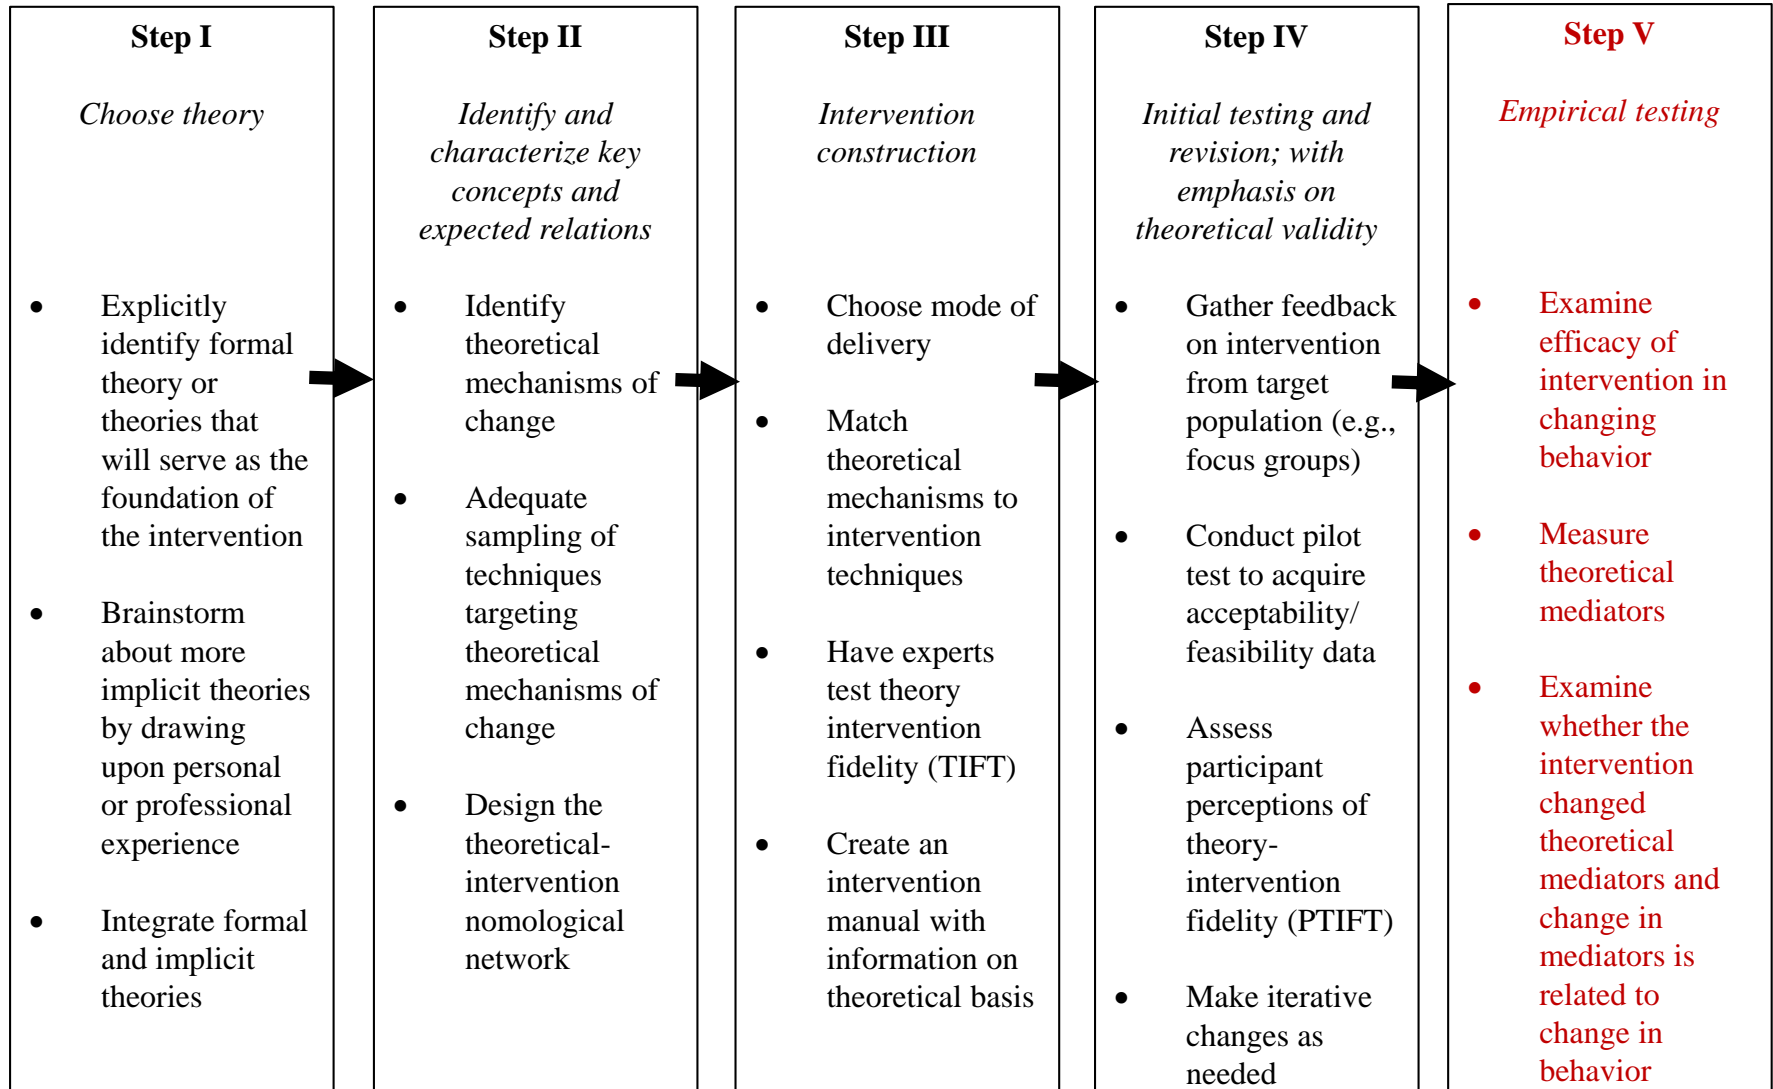 Step I
Choose theory
• Explicitly
identify formal
theory or
theories that
will serve as the
foundation of
the intervention
• Brainstorm
about more
implicit theories
by drawing
upon personal
or professional
experience
• Integrate formal
and implicit
theories
Step II
Identify and
characterize key
concepts and
expected relations
• Identify
theoretical
mechanisms of
change
• Adequate
sampling of
techniques
targeting
theoretical
mechanisms of
change
• Design the
theoretical-
intervention
nomological
network
Step III
Intervention
construction
• Choose mode of
delivery
• Match
theoretical
mechanisms to
intervention
techniques
• Have experts
test theory
intervention
fidelity (TIFT)
• Create an
intervention
manual with
information on
theoretical basis
Step IV
Initial testing and
revision; with
emphasis on
theoretical validity
• Gather feedback
on intervention
from target
population (e.g.,
focus groups)
• Conduct pilot
test to acquire
acceptability/
feasibility data
• Assess
participant
perceptions of
theory-
intervention
fidelity (PTIFT)
• Make iterative
changes as
needed
Step V
Empirical testing
• Examine
efficacy of
intervention in
changing
behavior
• Measure
theoretical
mediators
• Examine
whether the
intervention
changed
theoretical
mediators and
change in
mediators is
related to
change in
behavior